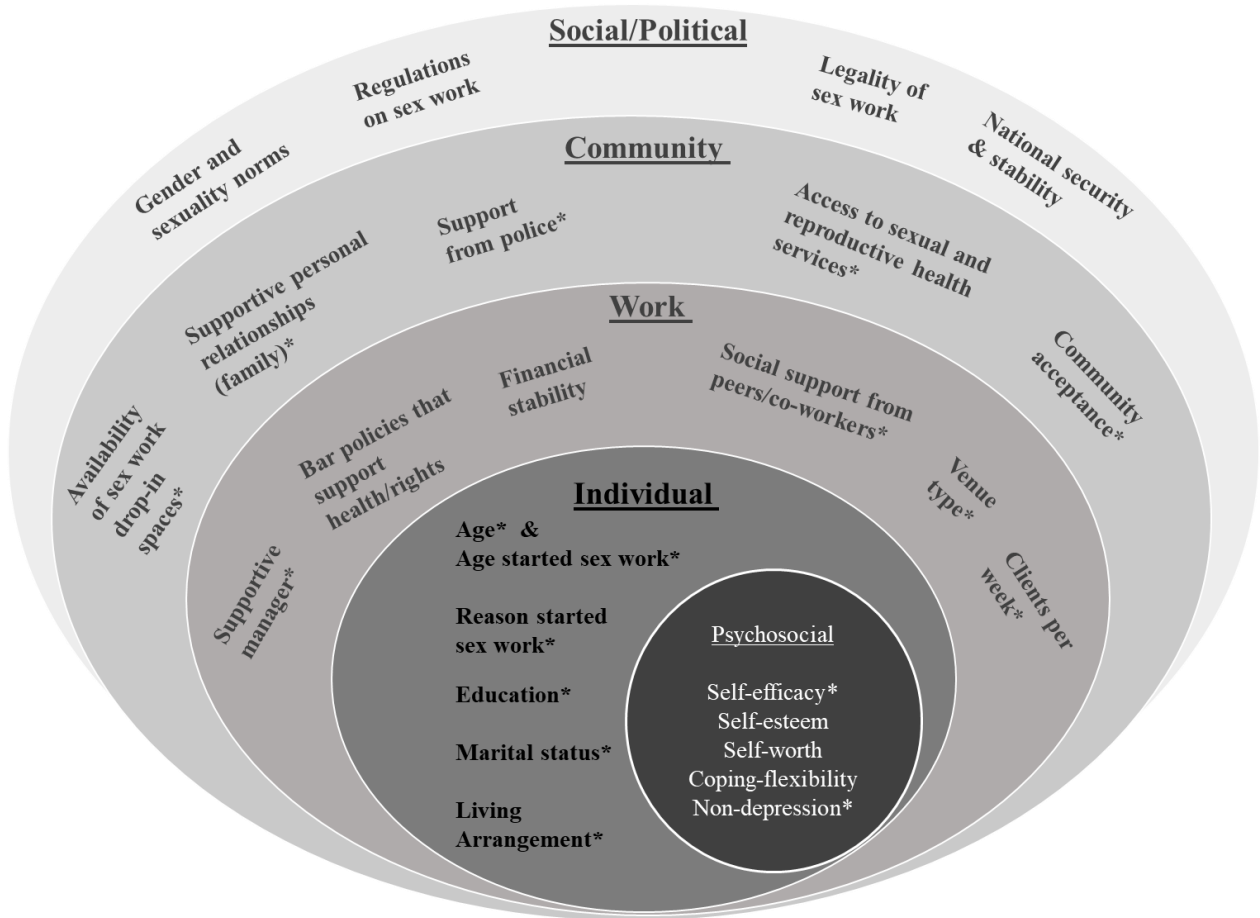 Social/Political
Gender and
sexuality norms
Regulations
on sex work
Legality of
sex work
National security
& stability
Community
Availability
of sex work
drop-in
spaces*
Supportive personal
relationships
(family)*
Support
from police*
Access to sexual and
reproductive health
services*
Community
acceptance*
Work
Supportive
manager*
Bar policies that
support
health/rights
Financial
stability
Social support from
peers/co-workers*
Venue
type*
Clients per
week*
Individual
Age* &
Age started sex work*
Reason started
sex work*
Education*
Marital status*
Living
Arrangement*
Psychosocial
Self-efficacy*
Self-esteem
Self-worth
Coping-flexibility
Non-depression*